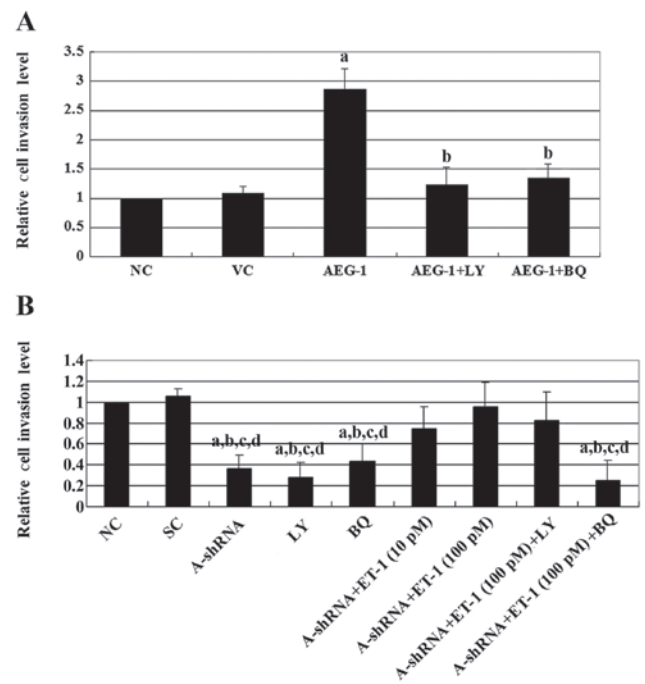 A
Relative cell invasion level
3.5
3
2.5
2
1.5
1
0.5
0
a
b
b
NC VC AEG-1 AEG-1+LY AEG-1+BQ
B
Relative cell invasion level
1.4
1.2
1
0.8
0.6
0.4
0.2
0
a,b,c,d
a,b,c,d
a,b,c,d
a,b,c,d
NC
SC
A-shRNA
LY
BQ
A-shRNA+ET-1 (10 pM)
A-shRNA+ET-1 (100 pM)
A-shRNA+ET-1 (100 pM)+LY
A-shRNA+ET-1 (100 pM)+BQ